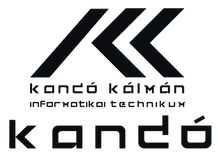 kandó kálmán
informatikai technikum
kandó